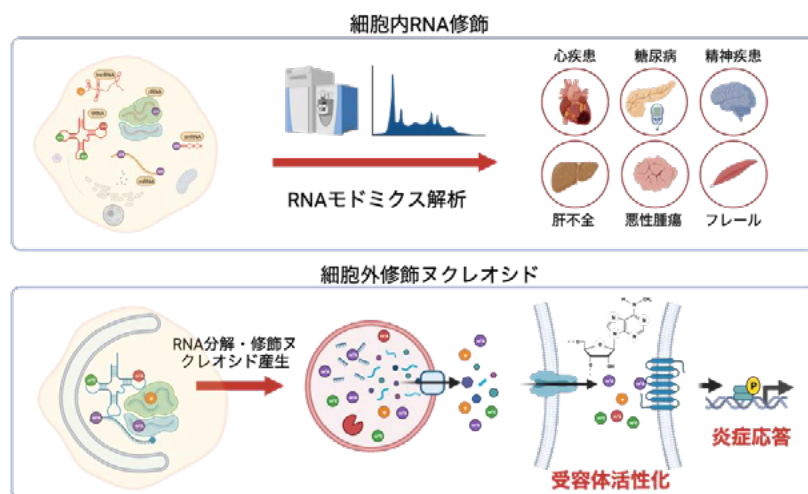 細胞内RNA修飾
心疾患
糖尿病
精神疾患
tRNA
mRNA
RNAモドミクス解析
肝不全
悪性腫瘍
フレール
細胞外修飾ヌクレオシド
RNA分解・修飾ヌ
クレオシド産生
P
炎症応答
受容体活性化